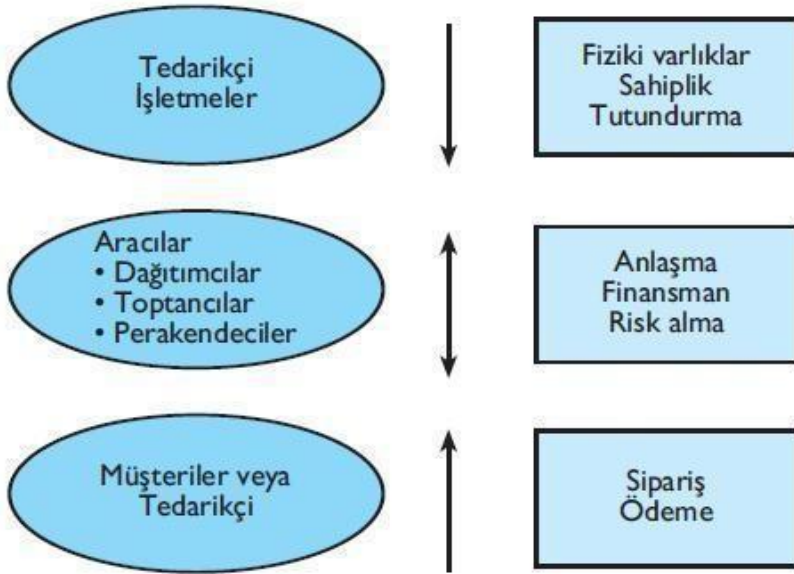 Tedarikçi
İşletmeler
Fiziki varlıklar
Sahiplik
Tutundurma
Aracılar
• Dağıtımcılar
• Toptancılar
• Perakendeciler
Anlaşma
Finansman
Risk alma
Müşteriler veya
Tedarikçi
Sipariş
Ödeme